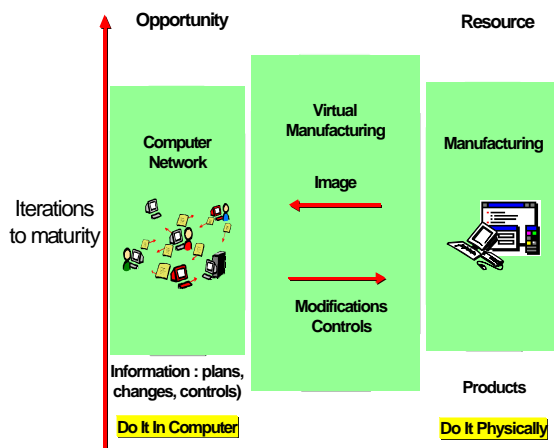 Opportunity
Resource
Virtual
Manufacturing
Computer
Network
Manufacturing
Image
Iterations
to maturity
Modifications
Controls
Information : plans,
changes, controls)
Products
Do It In Computer
Do It Physically